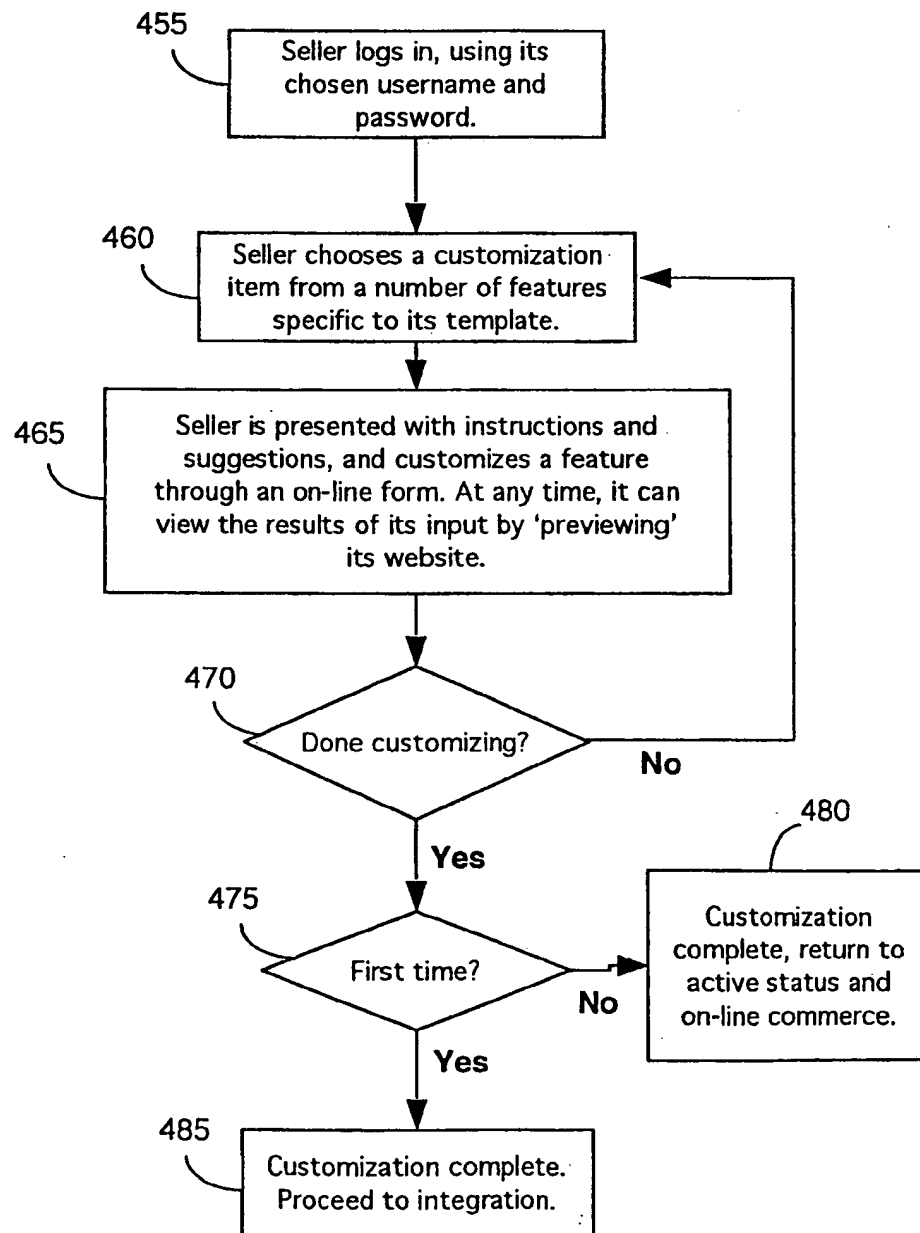 455
Seller logs in, using its
chosen username and
password.
460
Seller chooses a customization
item from a number of features
specific to its template.
465
Seller is presented with instructions and
suggestions, and customizes a feature
through an on-line form. At any time, it can
view the results of its input by ‘previewing’
its website.
470
Done customizing?
No
Yes
475
First time?
No
480
Customization
complete, return to
active status and
on-line commerce.
Yes
485
Customization complete.
Proceed to integration.